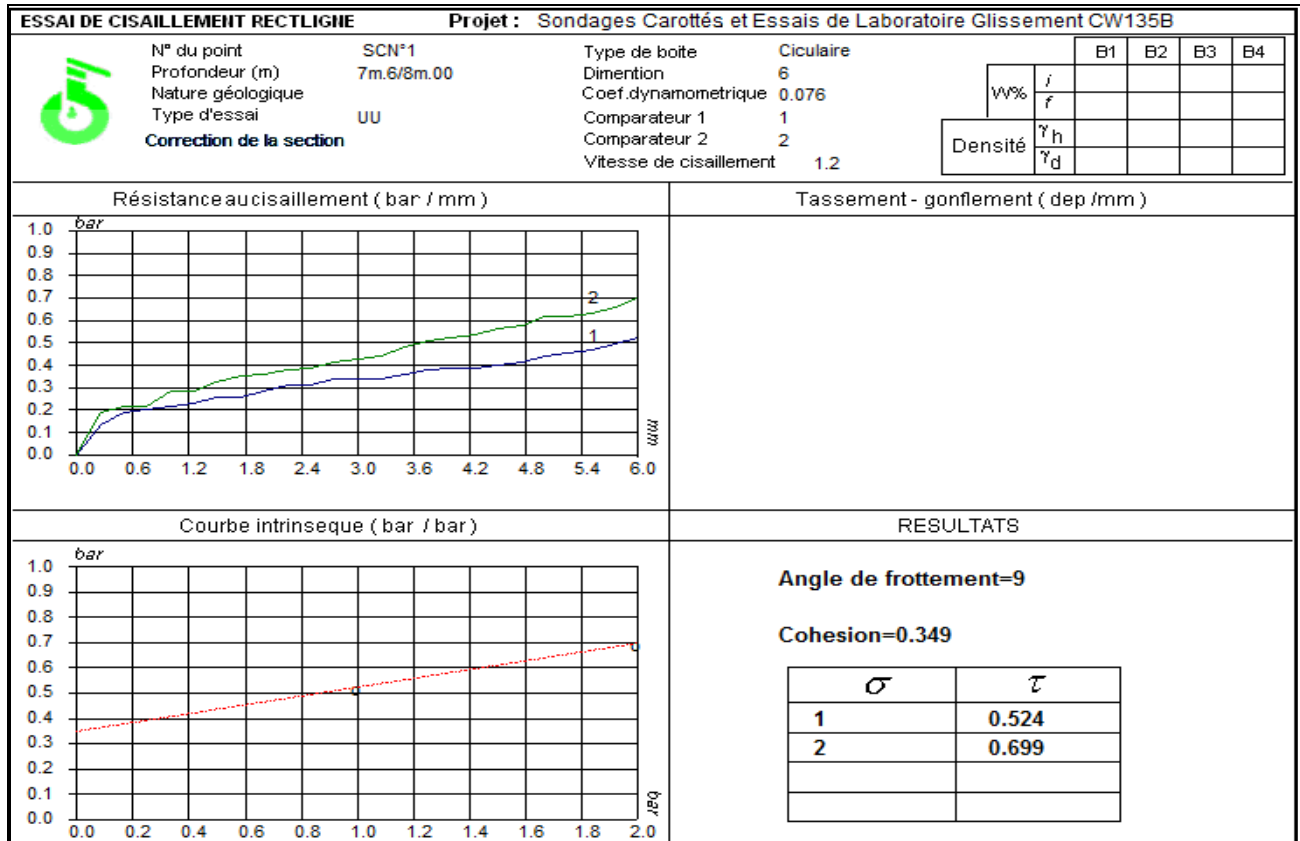 ESSAI DE CISAILLEMENT RECTLIGNE Projet : Sondages Carottés et Essais de Laboratoire Glissement CW135B
N° du point SCN°1
Profondeur (m) 7m.6/8m.00
Nature géologique
Type d'essai UU
Correction de la section
Type de boite Ciculaire
Dimention 6
Coef.dynamometrique 0.076
Comparateur 1 1
Comparateur 2 2
Vitesse de cisaillement 1.2
B1 B2 B3 B4
W% i
f
Densité γh
γd
Résistance au cisaillement ( bar / mm )
bar
1.0
0.9
0.8
0.7
0.6
0.5
0.4
0.3
0.2
0.1
0.0
2
1
mm
0.0 0.6 1.2 1.8 2.4 3.0 3.6 4.2 4.8 5.4 6.0
Tassement - gonflement ( dep /mm )
Courbe intrinseque ( bar / bar )
bar
1.0
0.9
0.8
0.7
0.6
0.5
0.4
0.3
0.2
0.1
0.0
bar
0.0 0.2 0.4 0.6 0.8 1.0 1.2 1.4 1.6 1.8 2.0
RESULTATS
Angle de frottement=9
Cohesion=0.349
σ τ
1 0.524
2 0.699